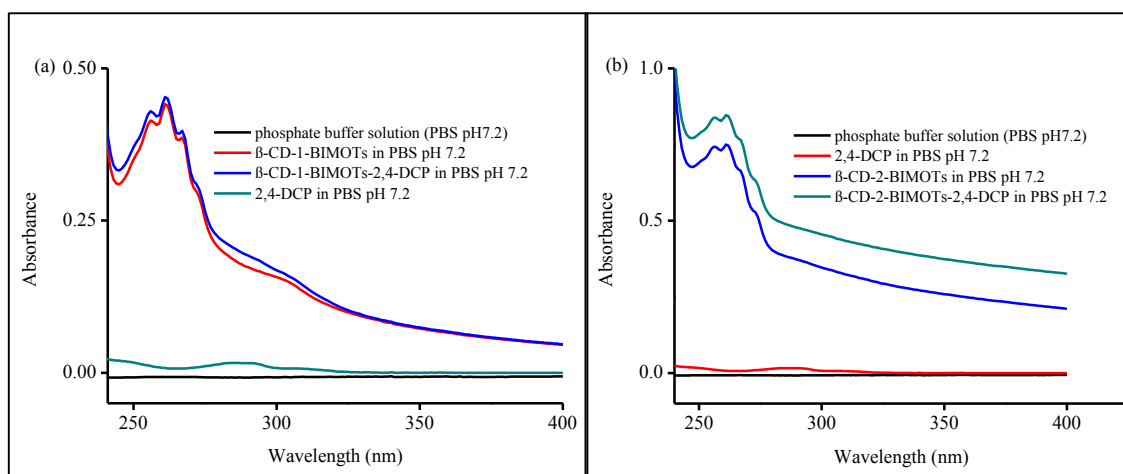 (a)
0.50
0.25
0.00
Absorbance
250
300
350
400
Wavelength (nm)
phosphate buffer solution (PBS pH7.2)
ß-CD-1-BIMOTs in PBS pH 7.2
ß-CD-1-BIMOTs-2,4-DCP in PBS pH 7.2
2,4-DCP in PBS pH 7.2
(b)
1.0
0.5
0.0
Absorbance
250
300
350
400
Wavelength (nm)
phosphate buffer solution (PBS pH7.2)
2,4-DCP in PBS pH 7.2
ß-CD-2-BIMOTs in PBS pH 7.2
ß-CD-2-BIMOTs-2,4-DCP in PBS pH 7.2